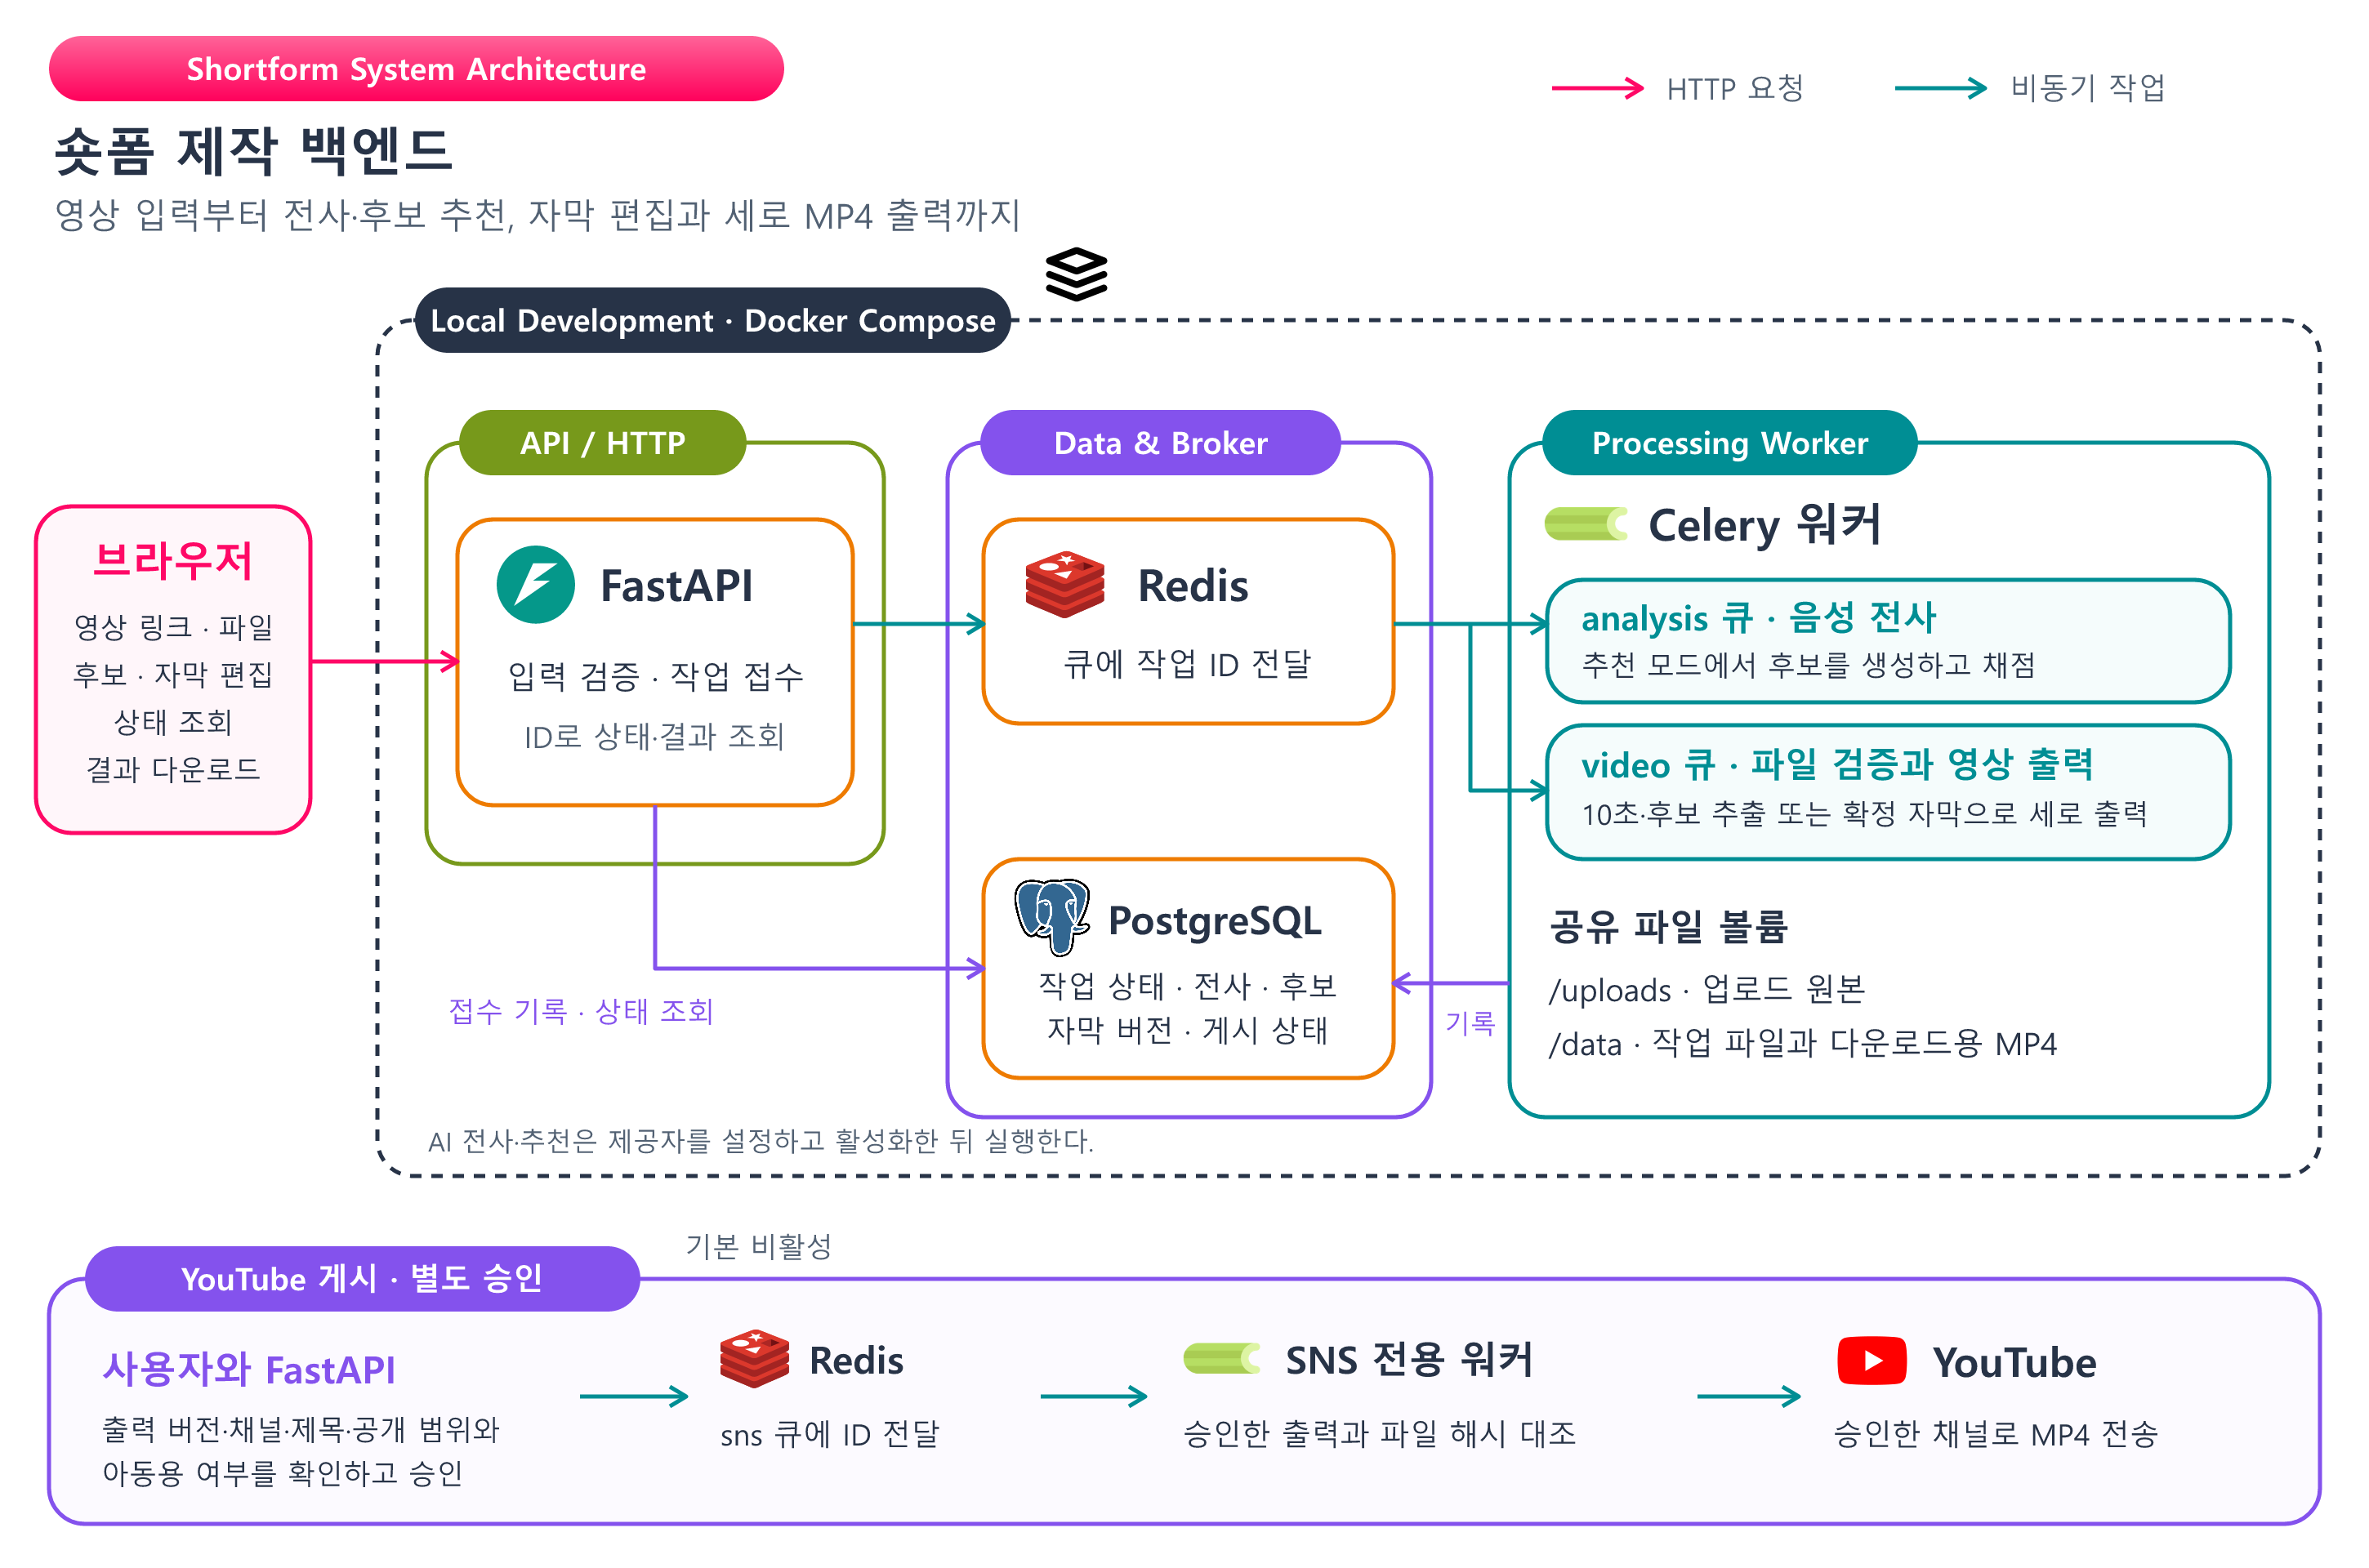 Shortform System Architecture
HTTP 요청
비동기 작업
숏폼 제작 백엔드
영상 입력부터 전사·후보 추천, 자막 편집과 세로 MP4 출력까지
Local Development · Docker Compose
API / HTTP
Data & Broker
Processing Worker
브라우저
영상 링크 · 파일
후보 · 자막 편집
상태 조회
결과 다운로드
FastAPI
입력 검증 · 작업 접수
ID로 상태·결과 조회
Redis
큐에 작업 ID 전달
Celery 워커
analysis 큐 · 음성 전사
추천 모드에서 후보를 생성하고 채점
video 큐 · 파일 검증과 영상 출력
10초·후보 추출 또는 확정 자막으로 세로 출력
PostgreSQL
작업 상태 · 전사 · 후보
자막 버전 · 게시 상태
접수 기록 · 상태 조회
기록
공유 파일 볼륨
/uploads · 업로드 원본
/data · 작업 파일과 다운로드용 MP4
AI 전사·추천은 제공자를 설정하고 활성화한 뒤 실행한다.
기본 비활성
YouTube 게시 · 별도 승인
사용자와 FastAPI
출력 버전·채널·제목·공개 범위와
아동용 여부를 확인하고 승인
Redis
sns 큐에 ID 전달
SNS 전용 워커
승인한 출력과 파일 해시 대조
YouTube
승인한 채널로 MP4 전송